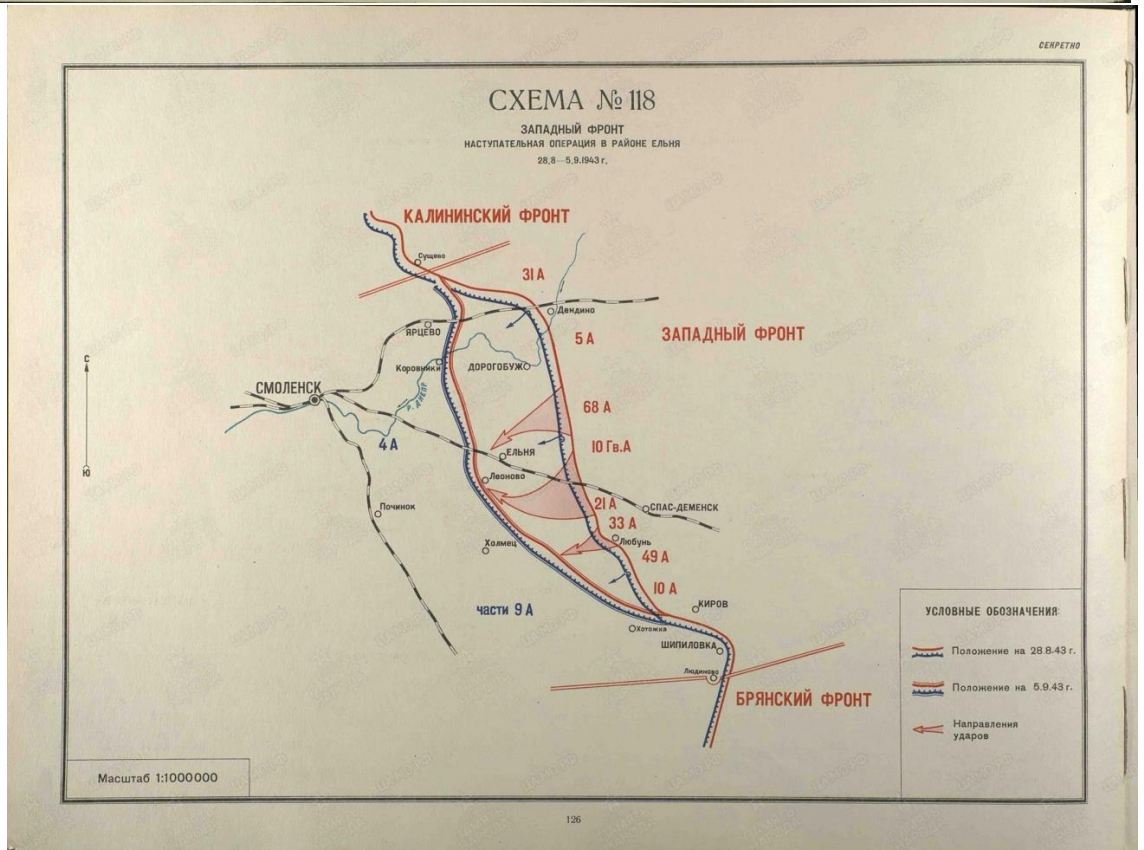 СЕКРЕТНО
СХЕМА № 118
ЗАПАДНЫЙ ФРОНТ
НАСТУПАТЕЛЬНАЯ ОПЕРАЦИЯ В РАЙОНЕ ЕЛЬНЯ
28.8—5.9.1943 г.
КАЛИНИНСКИЙ ФРОНТ
Сущево
31 А
Дендино
ЯРЦЕВО
5 А
ЗАПАДНЫЙ ФРОНТ
С
Ю
Коровники
ДОРОГОБУЖ
СМОЛЕНСК
р. ДНЕПР
68 А
4 А
10 Гв.А
ЕЛЬНЯ
Леоново
21 А
СПАС-ДЕМЕНСК
Починок
33 А
Любунь
Холмец
49 А
10 А
части 9 А
КИРОВ
Хотожка
ШИПИЛОВКА
Людиново
БРЯНСКИЙ ФРОНТ
УСЛОВНЫЕ ОБОЗНАЧЕНИЯ:
Положение на 28.8.43 г.
Положение на 5.9.43 г.
Направления
ударов
Масштаб 1:1000000
126